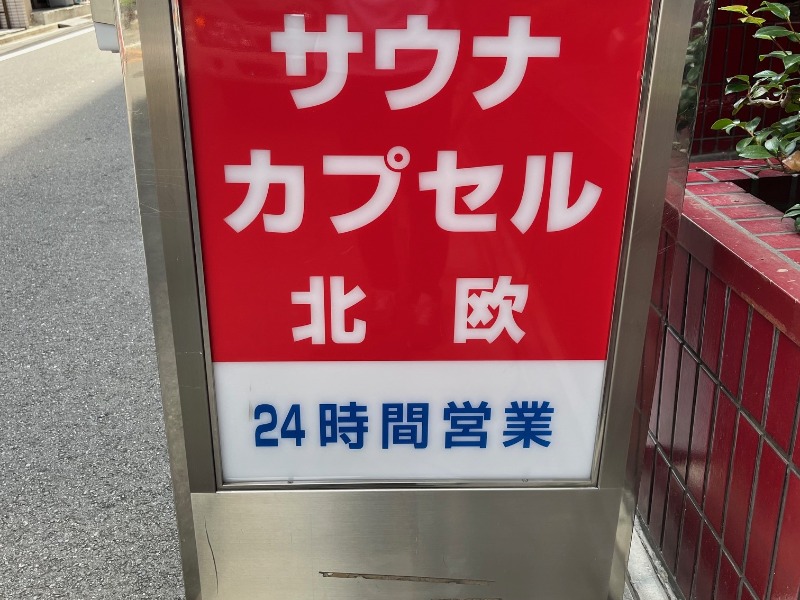 サウナ
カプセル
北欧
24時間営業